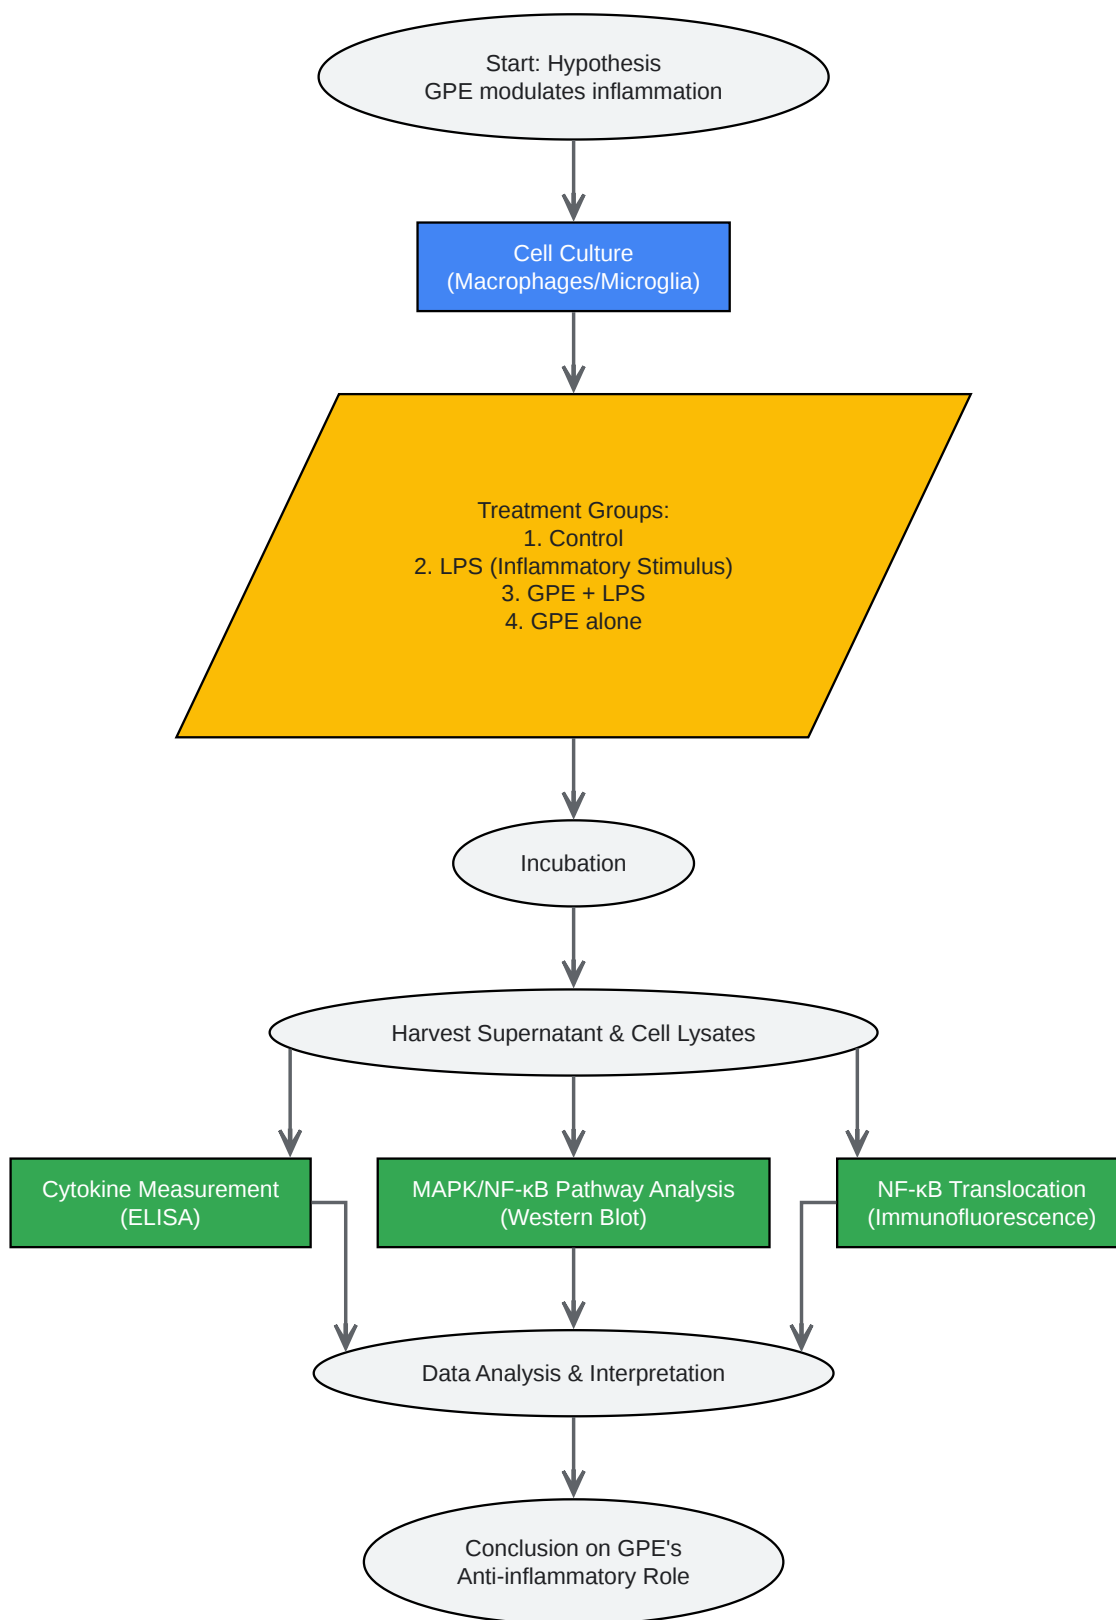 Start: Hypothesis
GPE modulates inflammation
Cell Culture
(Macrophages/Microglia)
Treatment Groups:
1. Control
2. LPS (Inflammatory Stimulus)
3. GPE + LPS
4. GPE alone
Incubation
Harvest Supernatant & Cell Lysates
Cytokine Measurement
(ELISA)
MAPK/NF-κB Pathway Analysis
(Western Blot)
NF-κB Translocation
(Immunofluorescence)
Data Analysis & Interpretation
Conclusion on GPE's
Anti-inflammatory Role